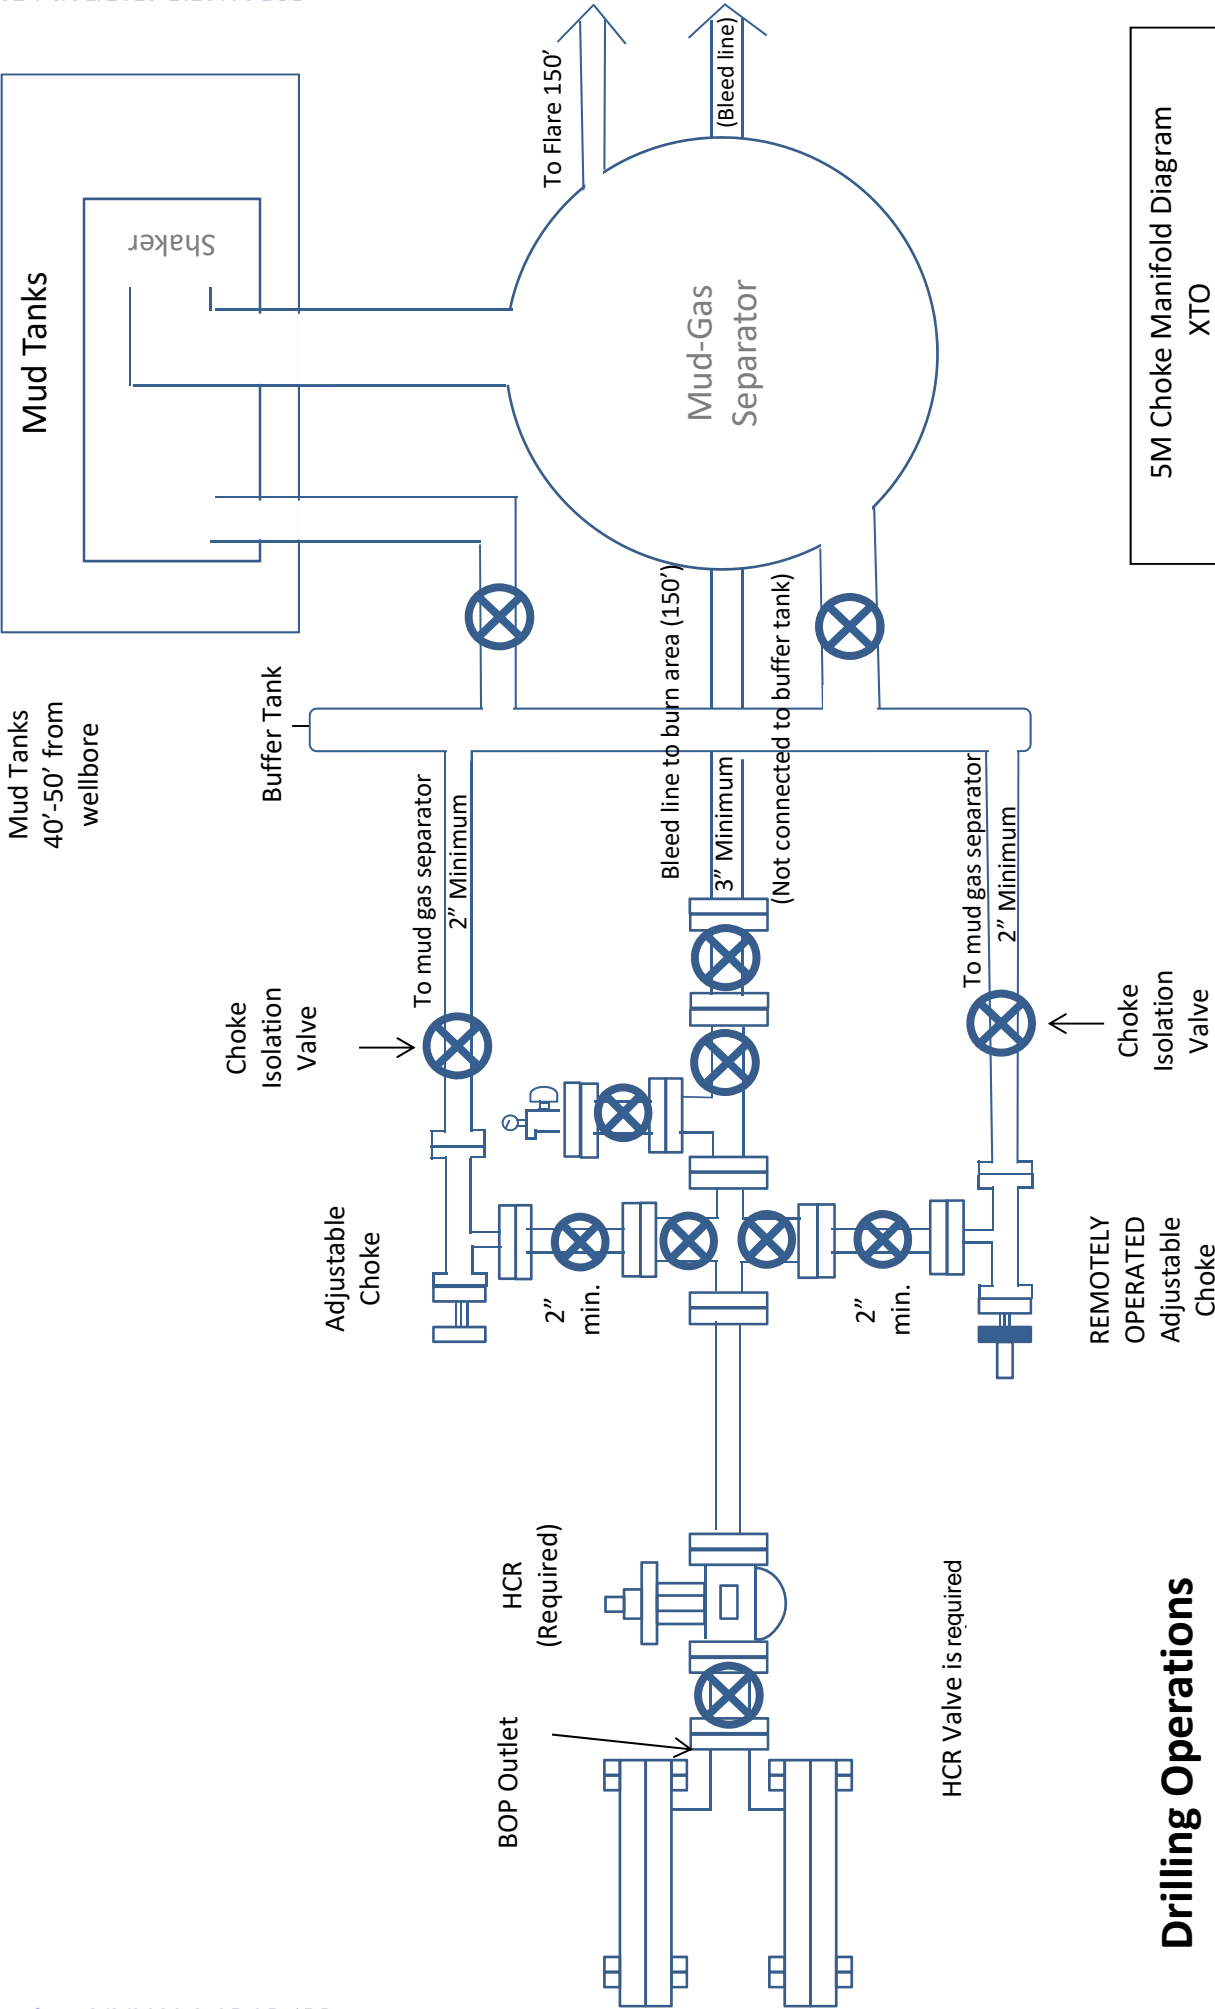 Mud Tanks
Shaker
Mud Tanks
40’-50’ from
wellbore
Buffer Tank
To Flare 150’
(Bleed line)
Mud-Gas
Separator
Choke
Isolation
Valve
To mud gas separator
2” Minimum
Bleed line to burn area (150’)
3” Minimum
(Not connected to buffer tank)
To mud gas separator
2” Minimum
Choke
Isolation
Valve
Adjustable
Choke
2”
min.
2”
min.
REMOTELY
OPERATED
Adjustable
Choke
HCR
(Required)
BOP Outlet
HCR Valve is required
Drilling Operations
5M Choke Manifold Diagram
XTO